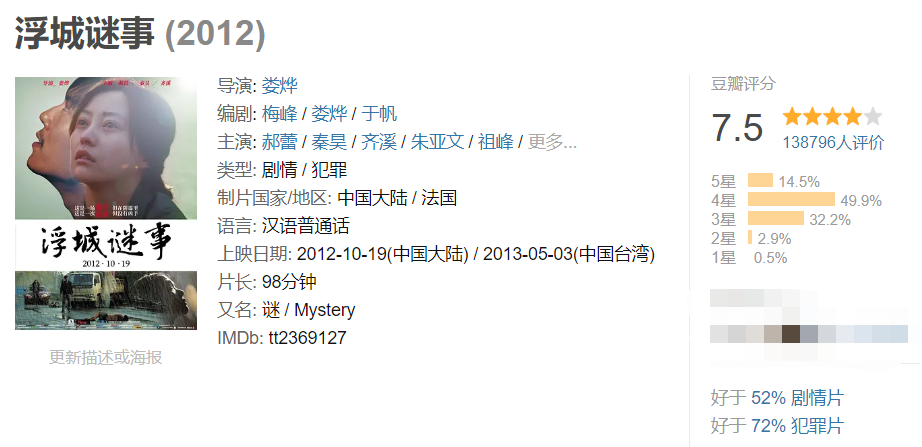 浮城谜事 (2012)
浮城谜事
2012·10·19
更新描述或海报
导演: 娄烨
编剧: 梅峰 / 娄烨 / 于帆
主演: 郝蕾 / 秦昊 / 齐溪 / 朱亚文 / 祖峰 / 更多...
类型: 剧情 / 犯罪
制片国家/地区: 中国大陆 / 法国
语言: 汉语普通话
上映日期: 2012-10-19(中国大陆) / 2013-05-03(中国台湾)
片长: 98分钟
又名: 谜 / Mystery
IMDb: tt2369127
豆瓣评分
7.5
138796人评价
5星 14.5%
4星 49.9%
3星 32.2%
2星 2.9%
1星 0.5%
好于 52% 剧情片
好于 72% 犯罪片